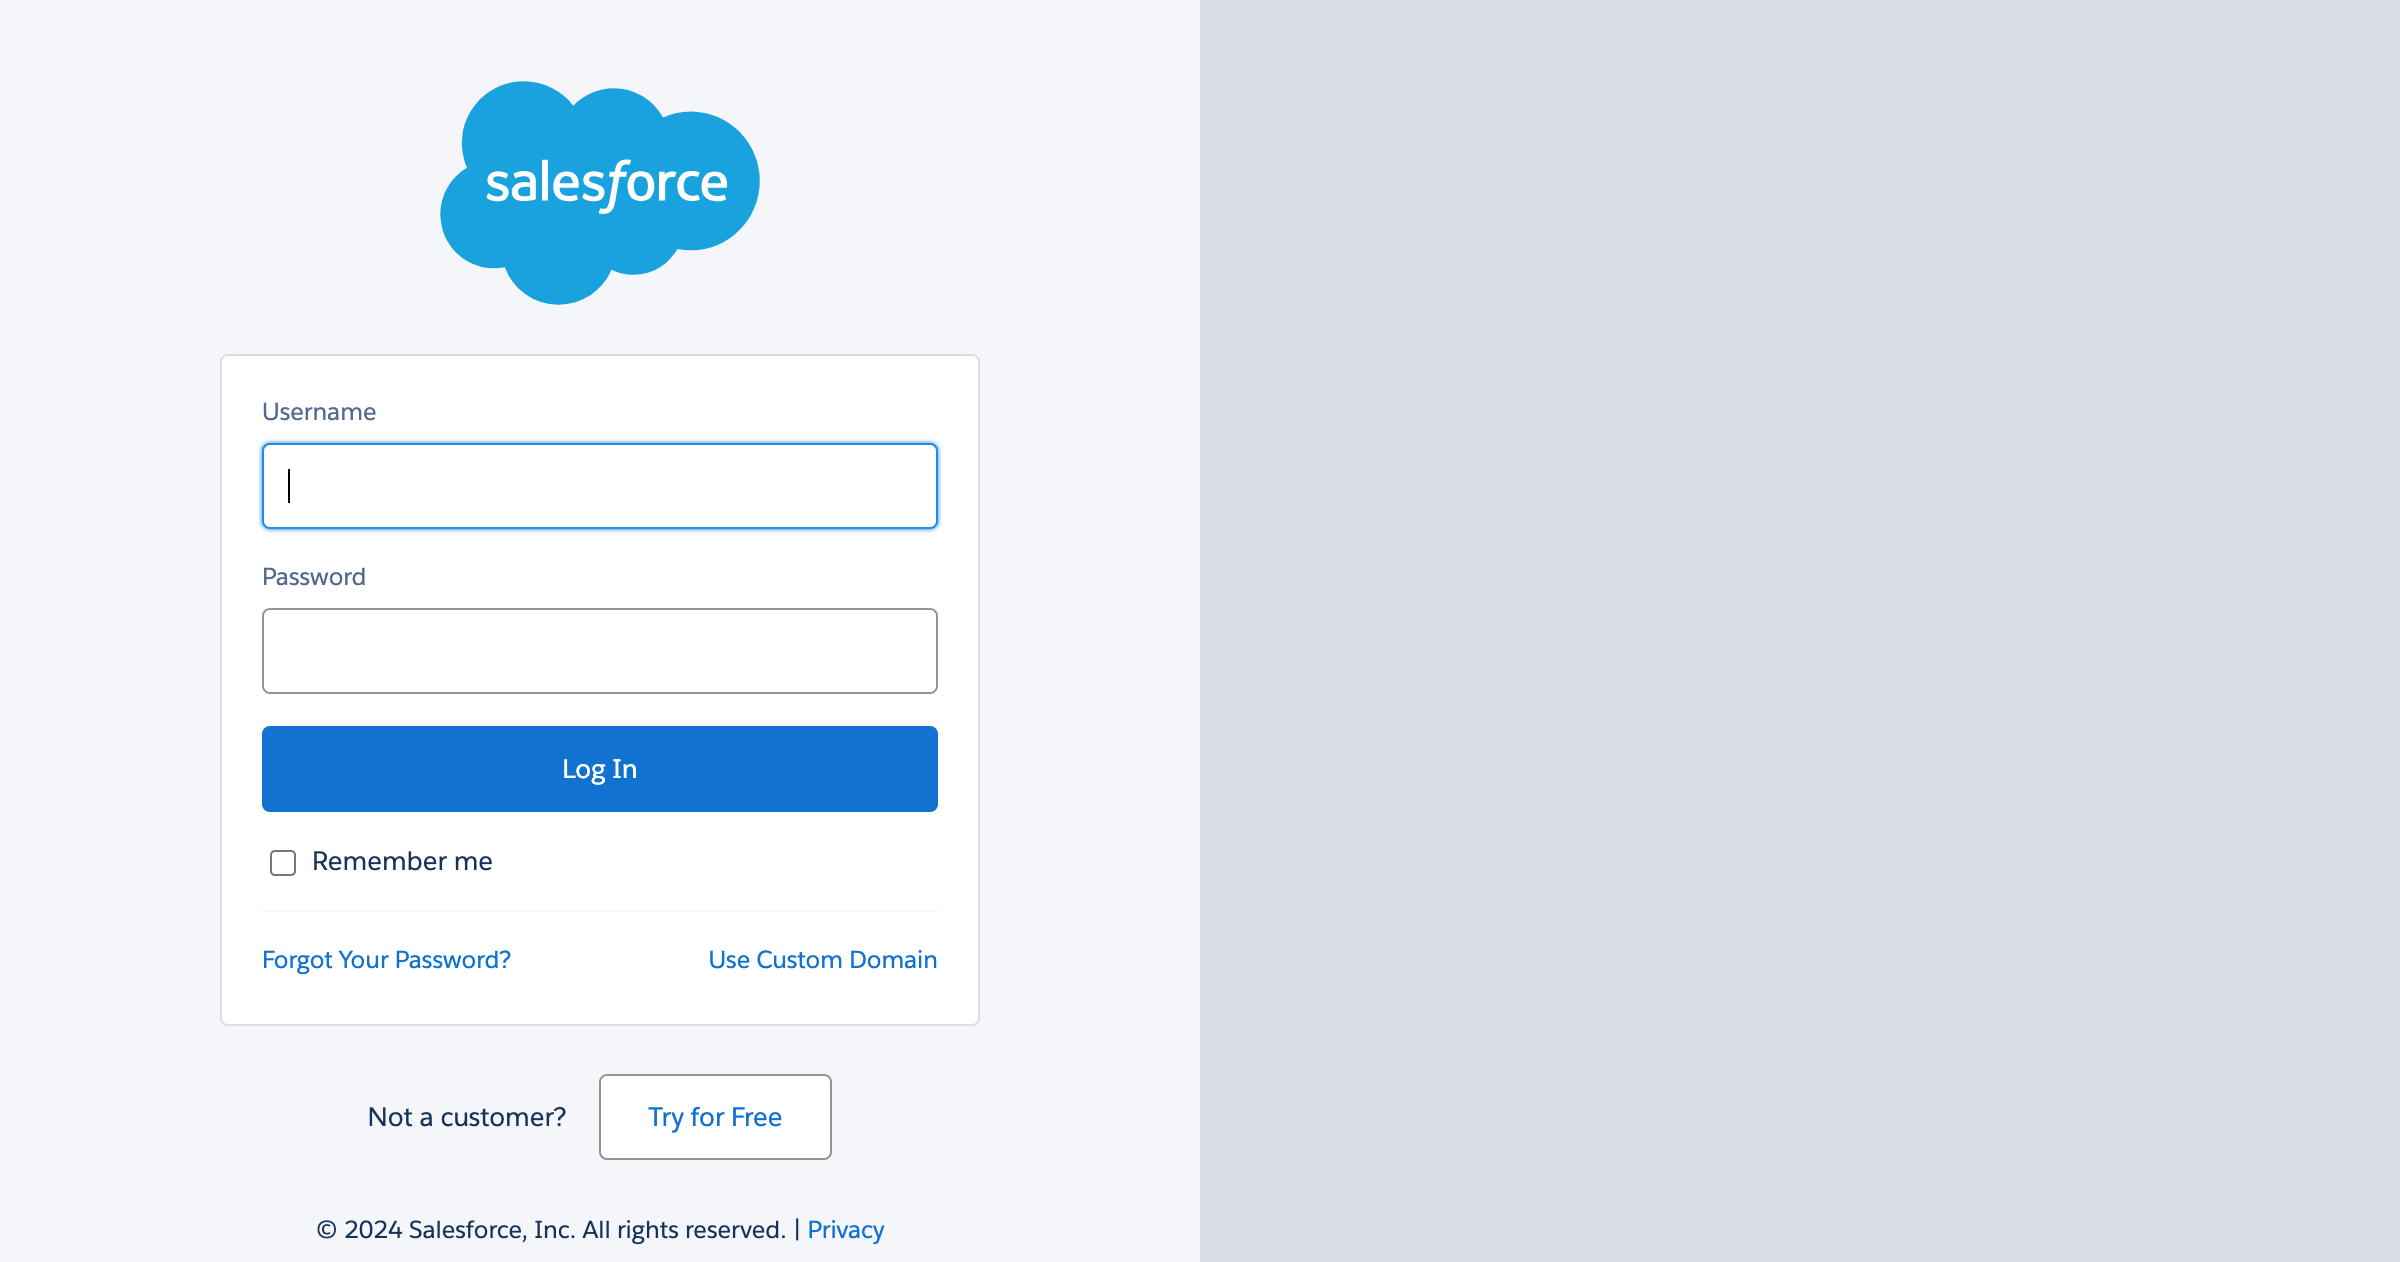 salesforce
Username
Password
Log In
Remember me
Forgot Your Password? Use Custom Domain
Not a customer? Try for Free
© 2024 Salesforce, Inc. All rights reserved. | Privacy